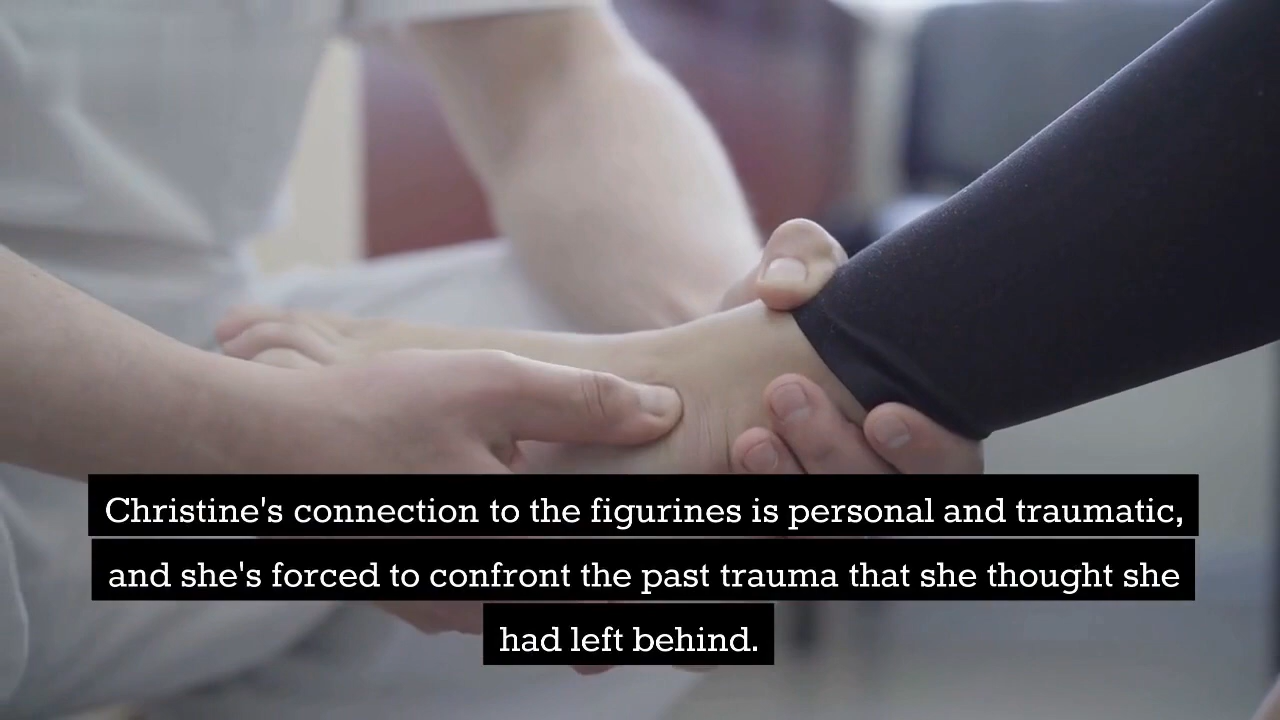 Christine's connection to the figurines is personal and traumatic,
and she's forced to confront the past trauma that she thought she
had left behind.